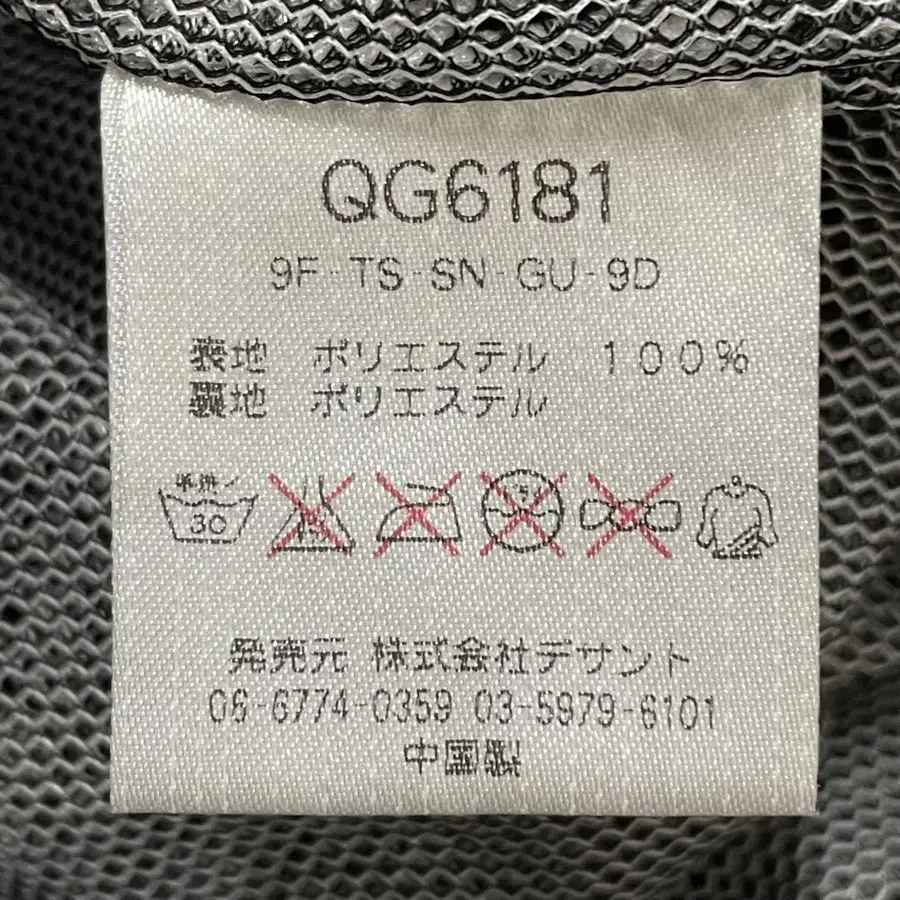 QG6181
9F-TS-SN-GU-9D
表地 ポリエステル 100%
裏地 ポリエステル
手洗イ
30
発売元 株式会社デサント
06-6774-0359 03-5979-6101
中国製